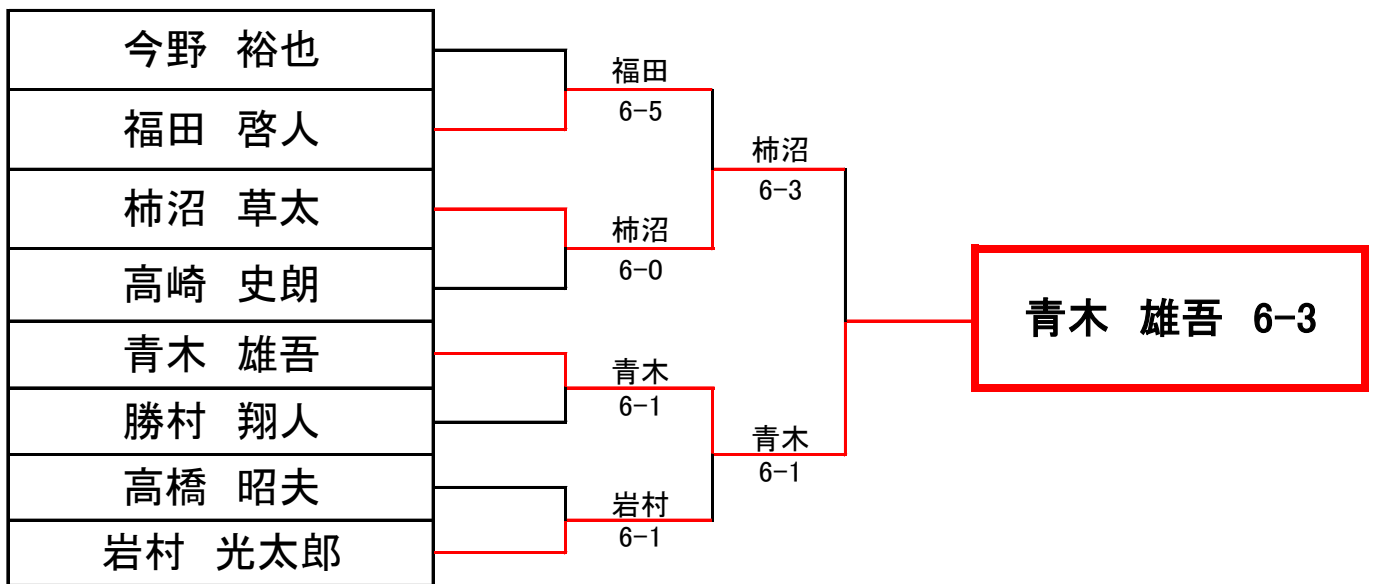 今野 裕也
福田 啓人
柿沼 草太
高崎 史朗
青木 雄吾
勝村 翔人
高橋 昭夫
岩村 光太郎
福田
6-5
柿沼
6-0
青木
6-1
岩村
6-1
柿沼
6-3
青木
6-1
青木 雄吾 6-3